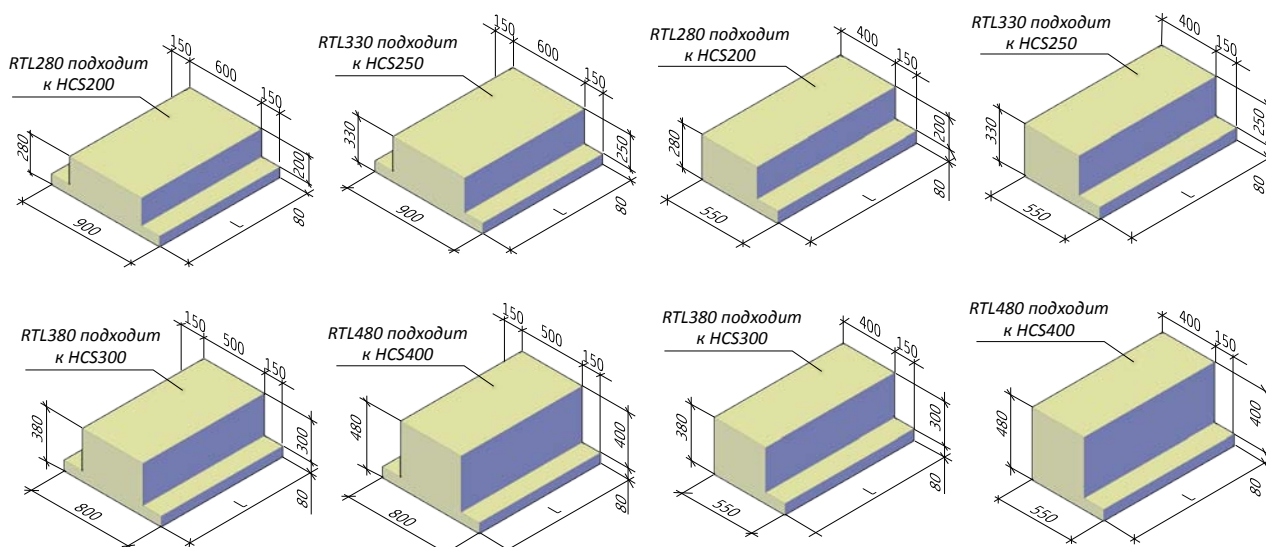 150
600
150
RTL280 подходит
к HCS200
280
200
80
900
L
150
600
150
RTL330 подходит
к HCS250
330
250
80
900
L
400
150
RTL280 подходит
к HCS200
280
200
80
550
L
400
150
RTL330 подходит
к HCS250
330
250
80
550
L
150
500
150
RTL380 подходит
к HCS300
380
300
80
800
L
150
500
150
RTL480 подходит
к HCS400
480
400
80
800
L
400
150
RTL380 подходит
к HCS300
380
300
80
550
L
400
150
RTL480 подходит
к HCS400
480
400
80
550
L